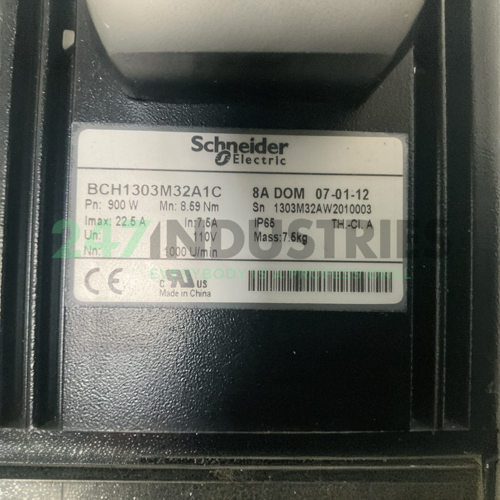 Schneider
Electric
BCH1303M32A1C 8A DOM 07-01-12
Pn: 900 W Mn: 8.59 Nm Sn 1303M32AW2010003
Imax: 22.5 A In: 7.5A IP65 TH.-Cl. A
Un: 110V Mass: 7.5kg
Nn: 1000 U/min
247 INDUSTRIES
CE C US
Made in China